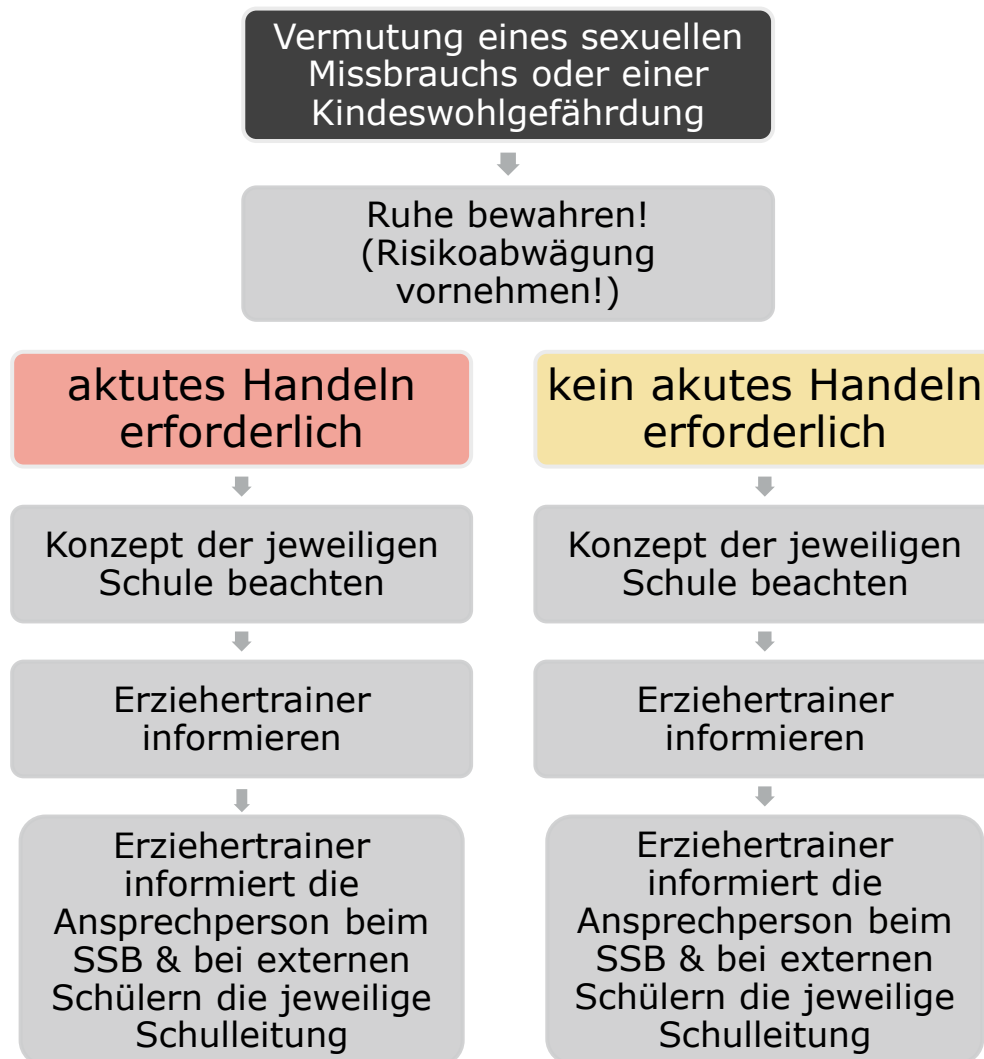 Vermutung eines sexuellen
Missbrauchs oder einer
Kindeswohlgefährdung
Ruhe bewahren!
(Risikoabwägung
vornehmen!)
aktutes Handeln
erforderlich
Konzept der jeweiligen
Schule beachten
Erziehertrainer
informieren
Erziehertrainer
informiert die
Ansprechperson beim
SSB & bei externen
Schülern die jeweilige
Schulleitung
kein akutes Handeln
erforderlich
Konzept der jeweiligen
Schule beachten
Erziehertrainer
informieren
Erziehertrainer
informiert die
Ansprechperson beim
SSB & bei externen
Schülern die jeweilige
Schulleitung